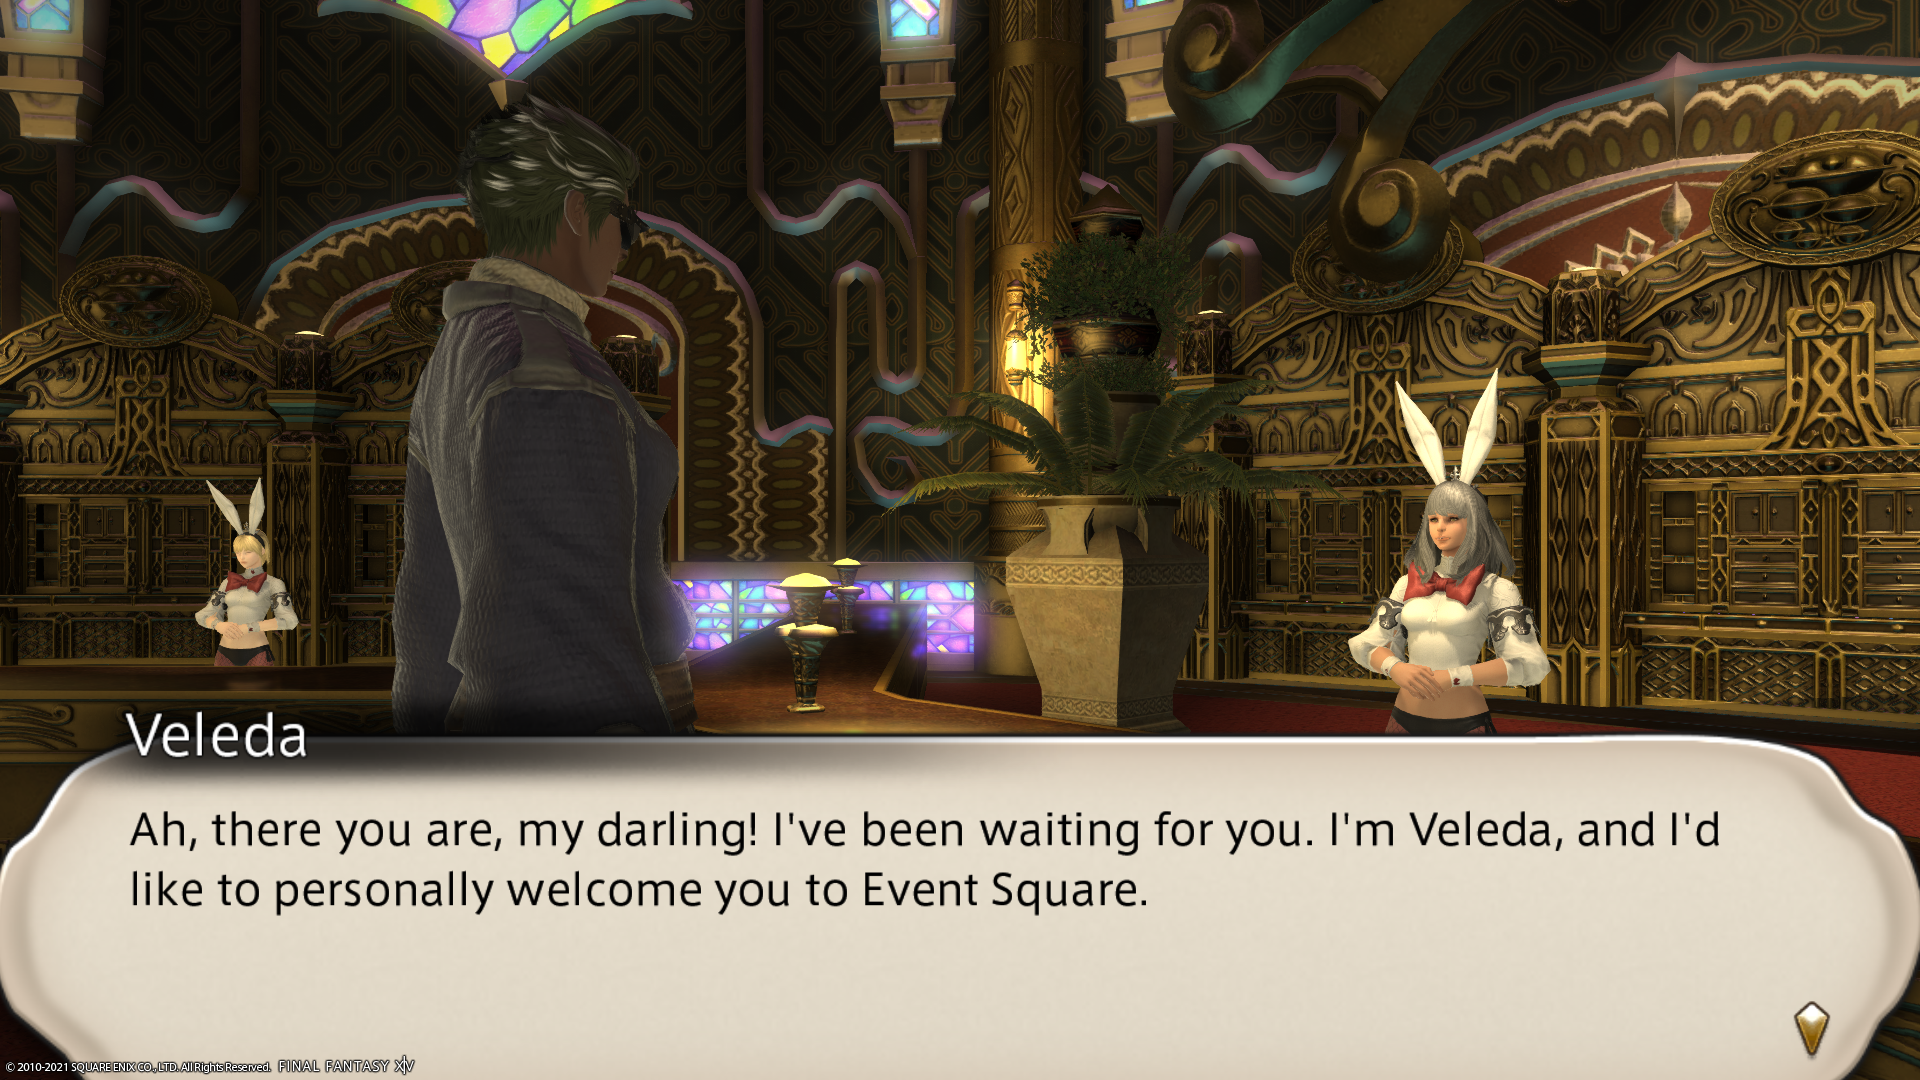 Veleda
Ah, there you are, my darling! I've been waiting for you. I'm Veleda, and I'd
like to personally welcome you to Event Square.
© 2010-2021 SQUARE ENIX CO., LTD. All Rights Reserved. FINAL FANTASY XIV